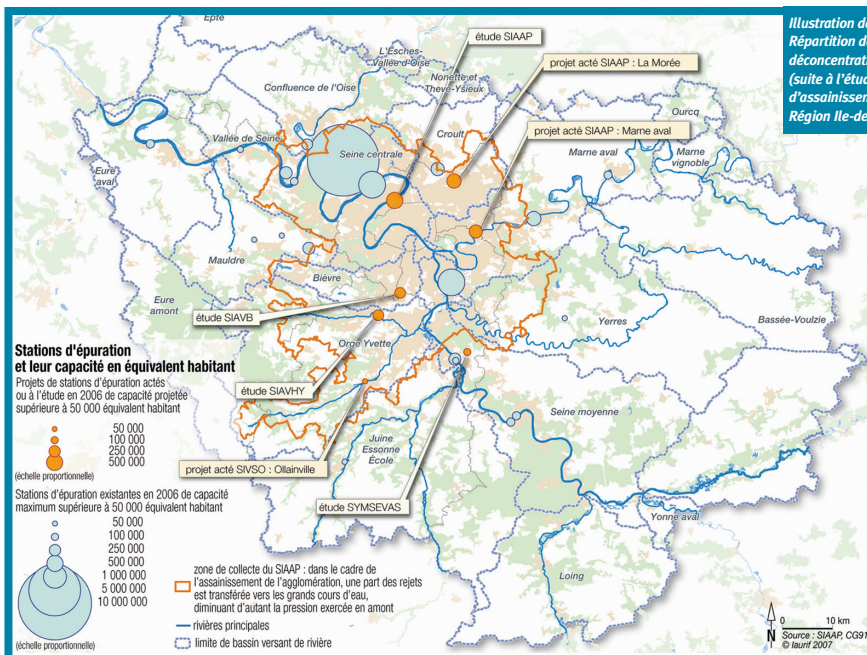 Illustration de
Répartition de
déconcentrati
(suite à l'étud
d'assainissem
Région Ile-de
Epte
L'Esches-
Vallée d'Oise
étude SIAAP
Nonette et
Thève-Ysieux
projet acté SIAAP : La Morée
Confluence de l'Oise
Croult
Ourcq
projet acté SIAAP : Marne aval
Vallée de Seine
Seine centrale
Marne aval
Marne
vignoble
Eure
aval
Mauldre
Bièvre
Eure
amont
étude SIAVB
Yerres
Bassée-Voulzie
Orge Yvette
étude SIAVHY
Seine moyenne
Juine
Essonne
École
projet acté SIVSO : Ollainville
étude SYMSEVAS
Yonne aval
Loing
Stations d'épuration
et leur capacité en équivalent habitant
Projets de stations d'épuration actés
ou à l'étude en 2006 de capacité projetée
supérieure à 50 000 équivalent habitant
50 000
100 000
250 000
500 000
(échelle proportionnelle)
Stations d'épuration existantes en 2006 de capacité
maximum supérieure à 50 000 équivalent habitant
50 000
100 000
250 000
500 000
1 000 000
5 000 000
10 000 000
(échelle proportionnelle)
zone de collecte du SIAAP : dans le cadre de
l'assainissement de l'agglomération, une part des rejets
est transférée vers les grands cours d'eau,
diminuant d'autant la pression exercée en amont
rivières principales
limite de bassin versant de rivière
N
0 10 km
Source : SIAAP, CG91
© Iaurif 2007